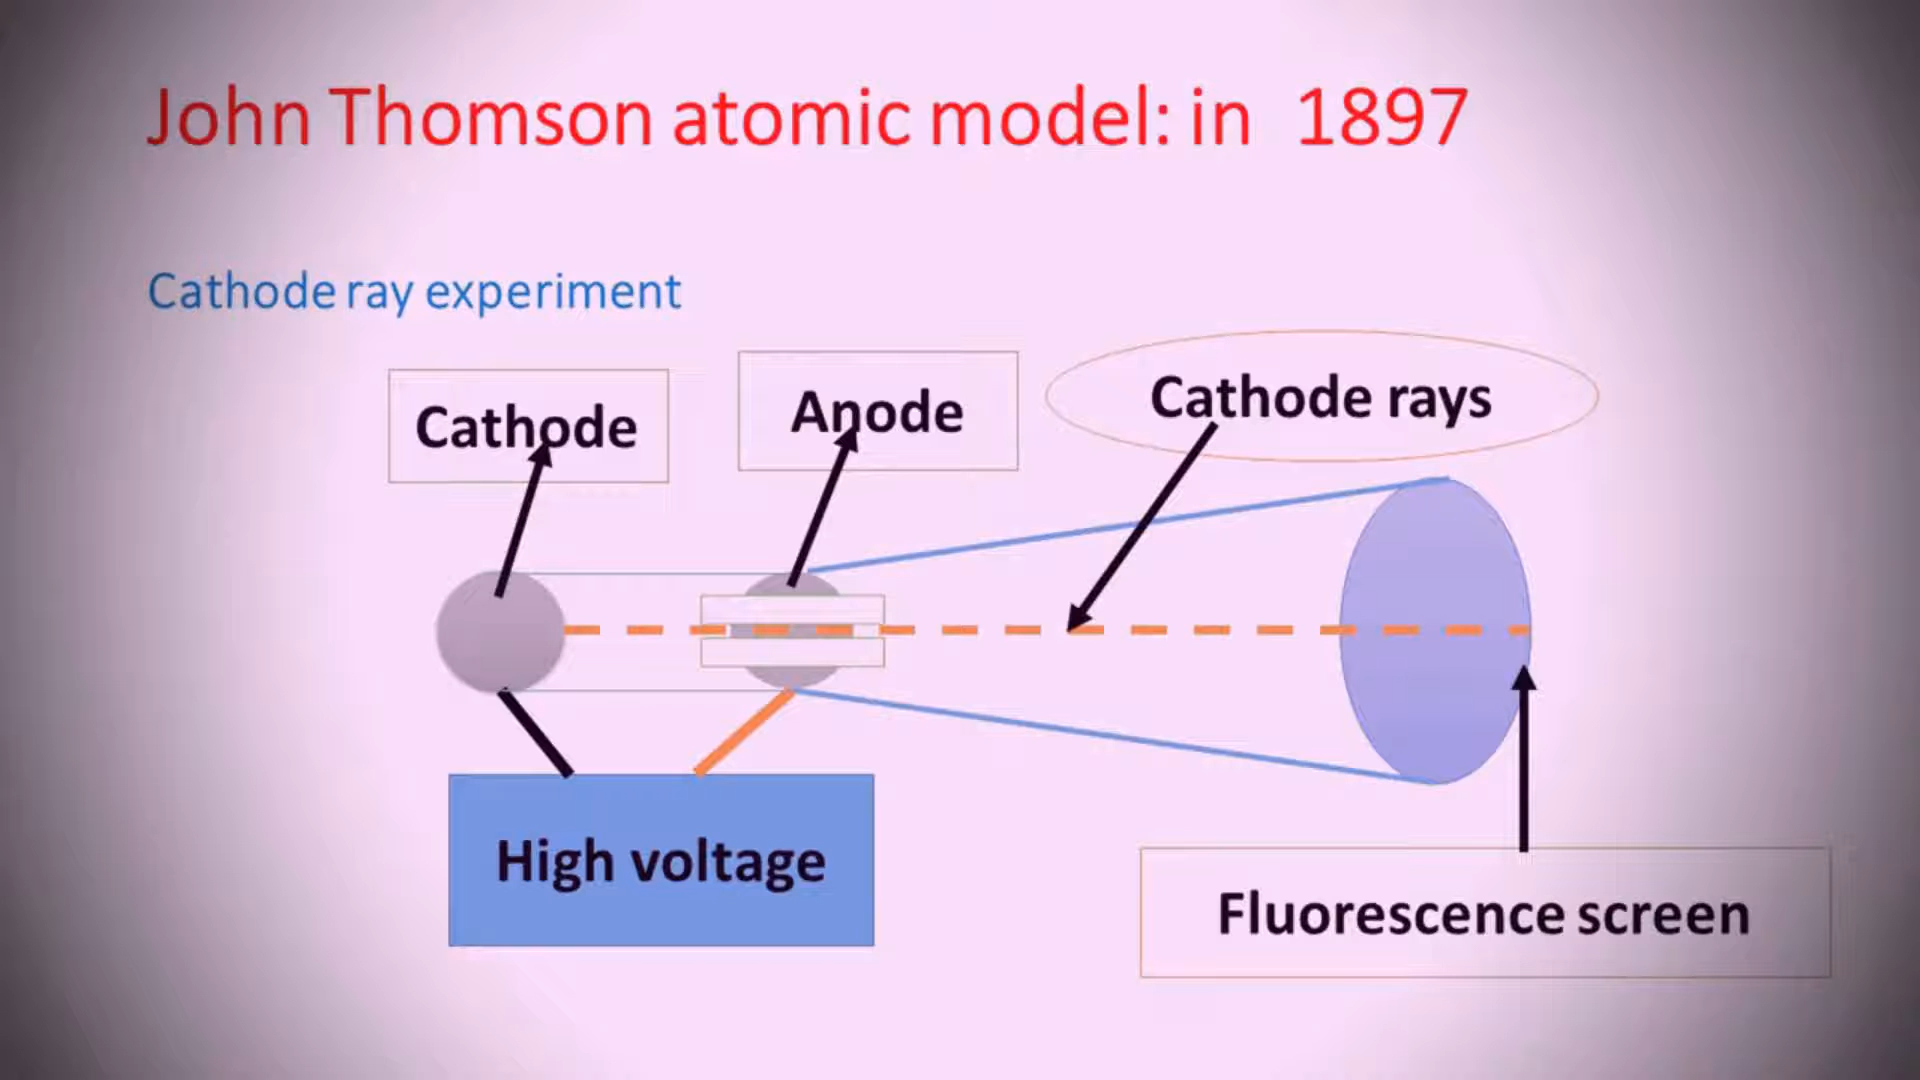 John Thomson atomic model: in  1897
Cathode ray experiment
Cathode
Anode
Cathode rays
High voltage
Fluorescence screen